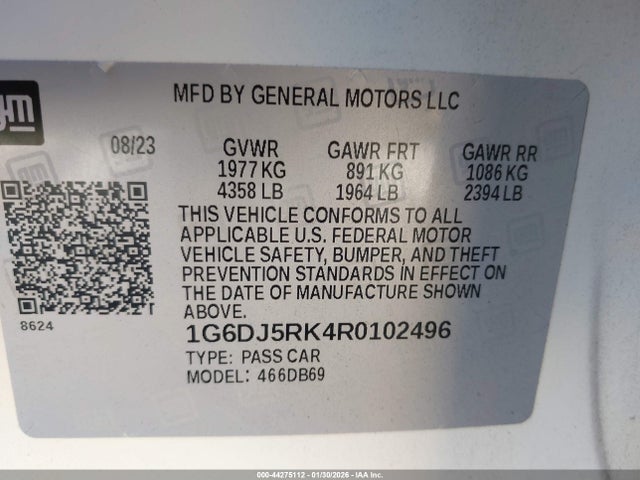 gm
MFD BY GENERAL MOTORS LLC
08/23
GVWR GAWR FRT GAWR RR
1977 KG 891 KG 1086 KG
4358 LB 1964 LB 2394 LB
THIS VEHICLE CONFORMS TO ALL
APPLICABLE U.S. FEDERAL MOTOR
VEHICLE SAFETY, BUMPER, AND THEFT
PREVENTION STANDARDS IN EFFECT ON
THE DATE OF MANUFACTURE SHOWN
ABOVE.
8624
1G6DJ5RK4R0102496
TYPE: PASS CAR
MODEL: 466DB69
000-44275112 - 01/30/2026 - Copyright IAA, Inc.